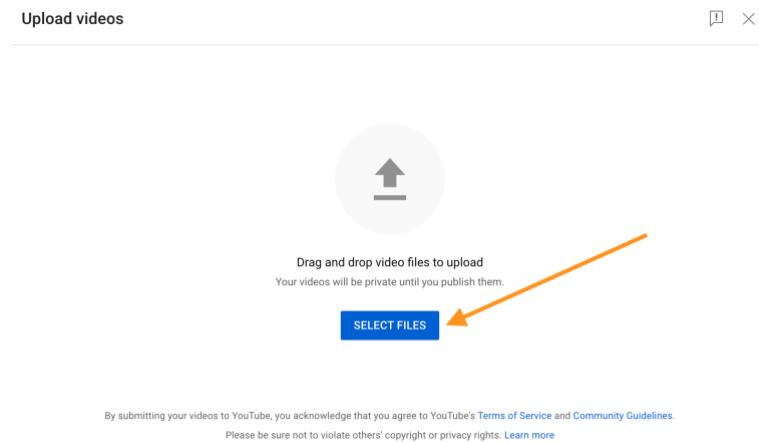 Upload videos
Drag and drop video files to upload
Your videos will be private until you publish them.
SELECT FILES
By submitting your videos to YouTube, you acknowledge that you agree to YouTube's Terms of Service and Community Guidelines.
Please be sure not to violate others' copyright or privacy rights. Learn more